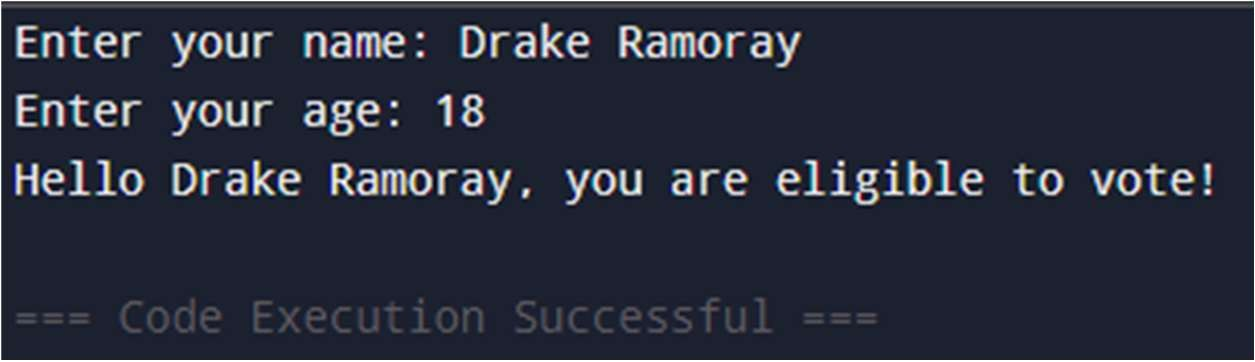 Enter your name: Drake Ramoray
Enter your age: 18
Hello Drake Ramoray, you are eligible to vote!
=== Code Execution Successful ===